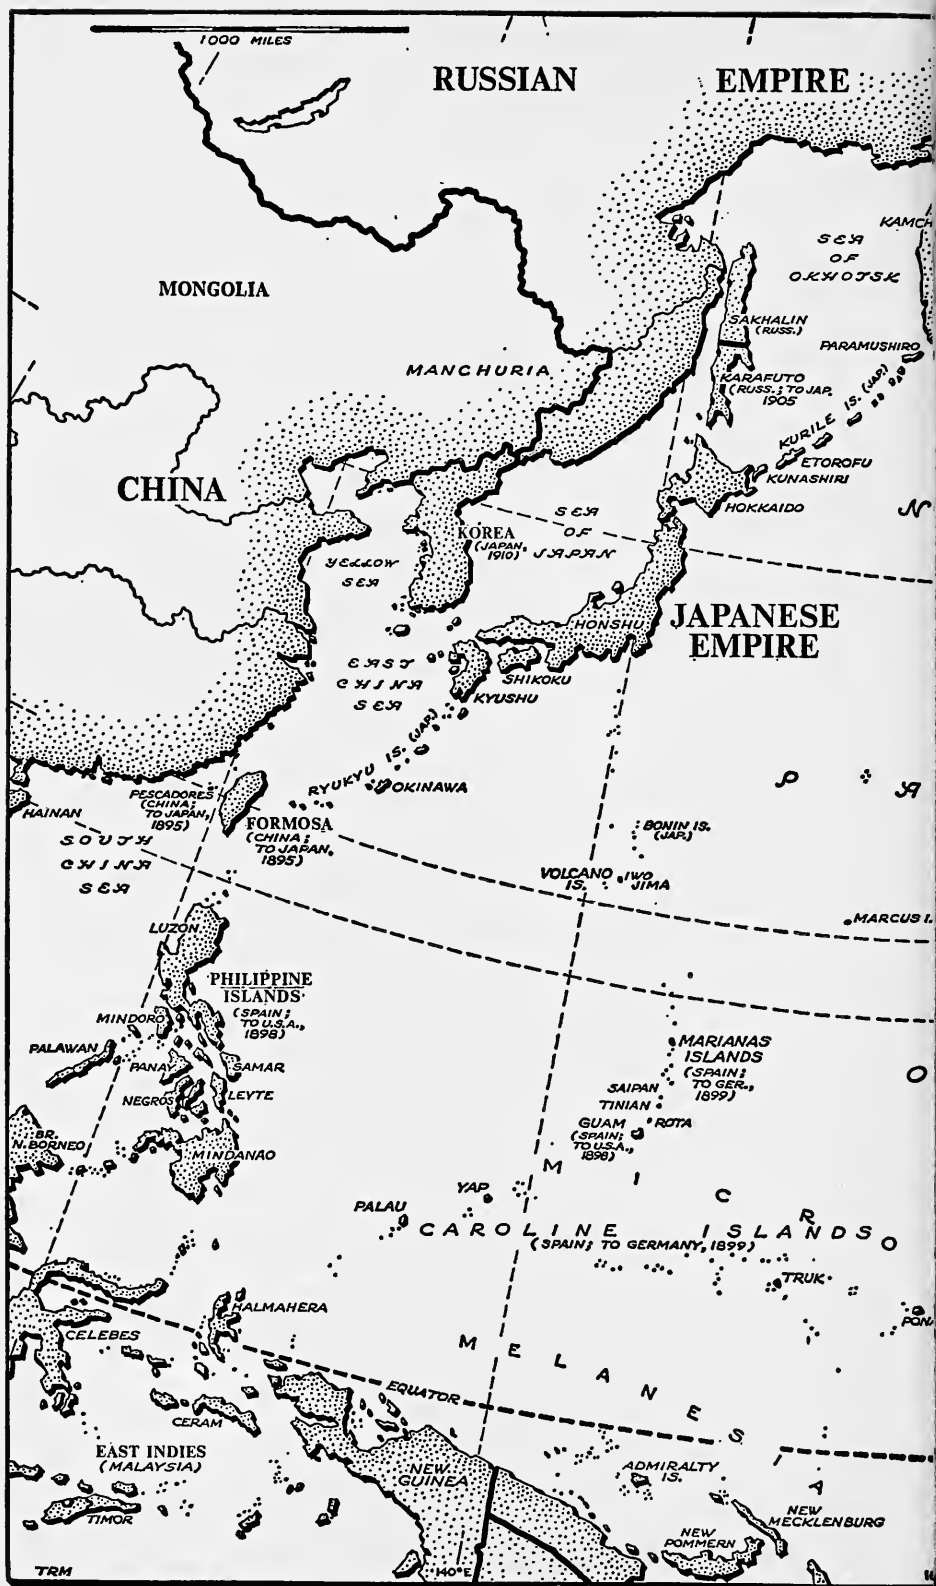 1000 MILES
RUSSIAN EMPIRE
KAMCH
SEA
OF
OKHOTSK
MONGOLIA
SAKHALIN
(RUSS.)
PARAMUSHIRO
MANCHURIA
KARAFUTO
(RUSS.; TO JAP.
1905
KURILE IS. (JAP.)
ETOROFU
KUNASHIRI
CHINA
HOKKAIDO
SEA
OF
JAPAN
N
KOREA
(JAPAN,
1910)
YELLOW
SEA
HONSHU
JAPANESE
EMPIRE
EAST
CHINA
SEA
SHIKOKU
KYUSHU
RYUKYU IS. (JAP.)
OKINAWA
P A
PESCADORES
(CHINA;
TO JAPAN,
1895)
HAINAN
FORMOSA
(CHINA;
TO JAPAN,
1895)
SOUTH
CHINA
SEA
BONIN IS.
(JAP.)
VOLCANO
IS.
IWO
JIMA
MARCUS I.
LUZON
PHILIPPINE
ISLANDS
(SPAIN;
TO U.S.A.,
1898)
MINDORO
PALAWAN
PANAY
SAMAR
NEGROS
LEYTE
MARIANAS
ISLANDS
(SPAIN;
TO GER.,
1899)
O
SAIPAN
TINIAN
ROTA
GUAM
(SPAIN;
TO U.S.A.,
1898)
BR.
N. BORNEO
MINDANAO
MICRO
YAP
PALAU
CAROLINE ISLANDS
(SPAIN; TO GERMANY, 1899)
TRUK
PON
HALMAHERA
CELEBES
MELANESA
EQUATOR
CERAM
EAST INDIES
(MALAYSIA)
NEW
GUINEA
ADMIRALTY
IS.
TIMOR
NEW
MECKLENBURG
NEW
POMMERN
TRM
140°E